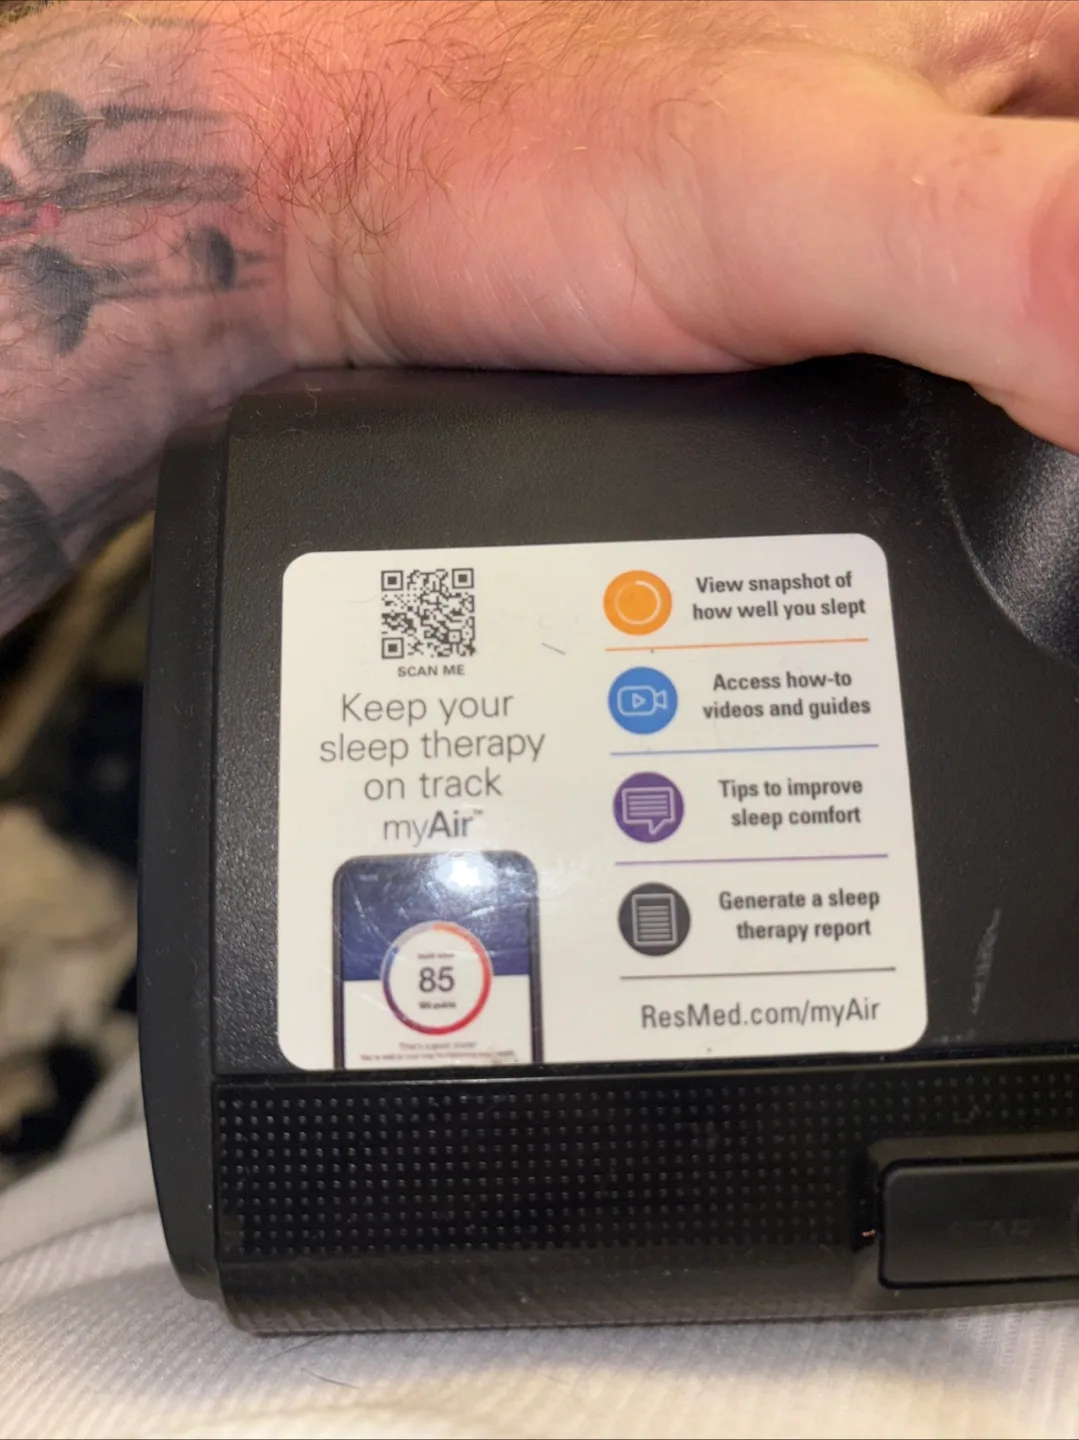 SCAN ME
Keep your
sleep therapy
on track
myAir™
85
View snapshot of
how well you slept
Access how-to
videos and guides
Tips to improve
sleep comfort
Generate a sleep
therapy report
ResMed.com/myAir